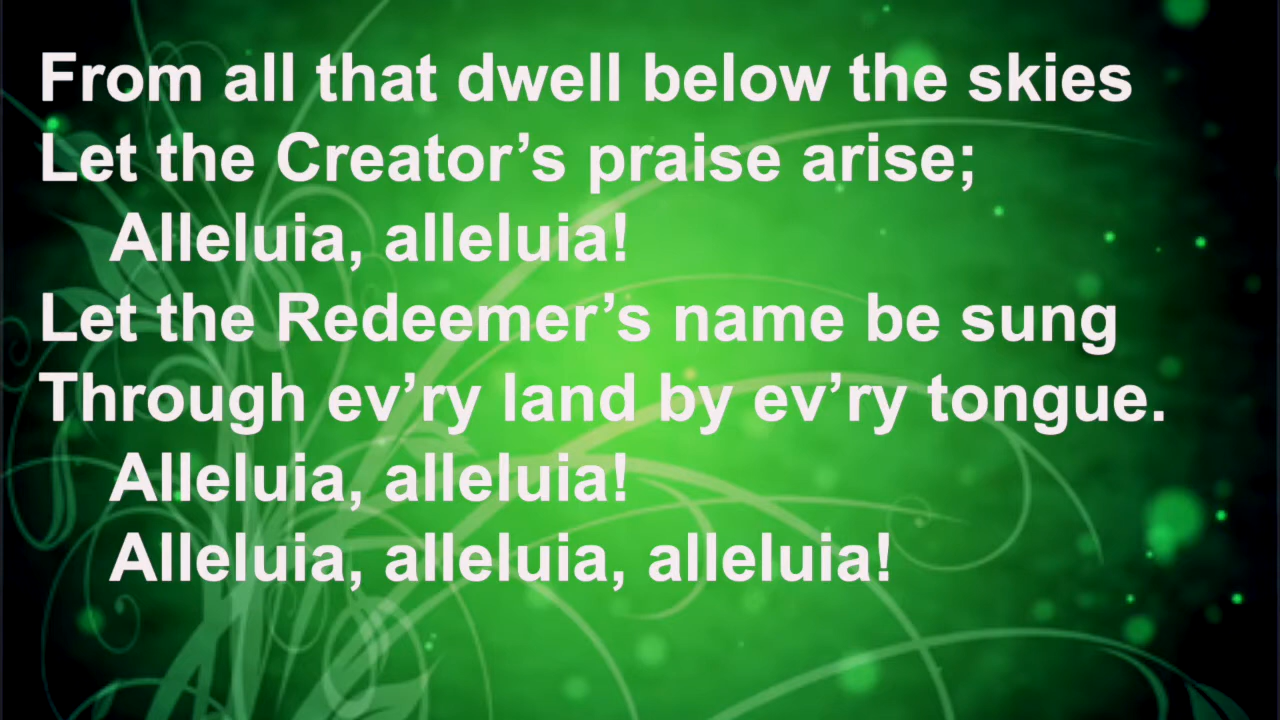 From all that dwell below the skies
Let the Creator’s praise arise;
Alleluia, alleluia!
Let the Redeemer’s name be sung
Through ev’ry land by ev’ry tongue.
Alleluia, alleluia!
Alleluia, alleluia, alleluia!